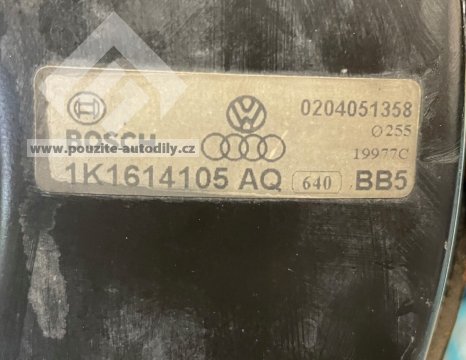 0204051358
BOSCH
Ø255
www.pouzite-autodily.cz
19977C
1K1614105 AQ 640 BB5